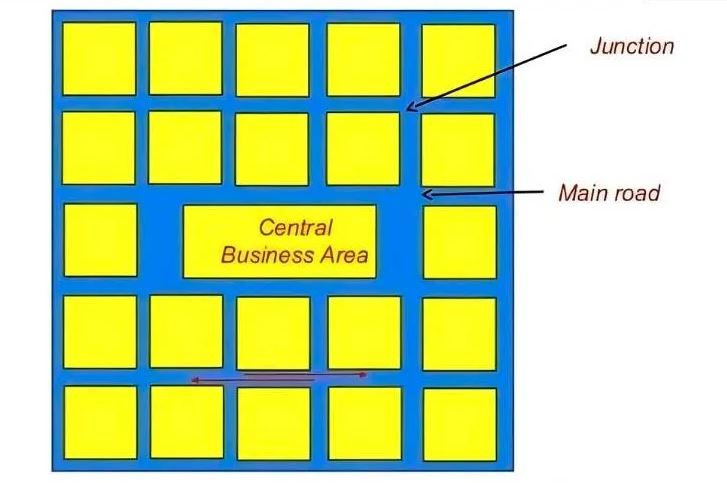 Junction
Main road
Central
Business Area